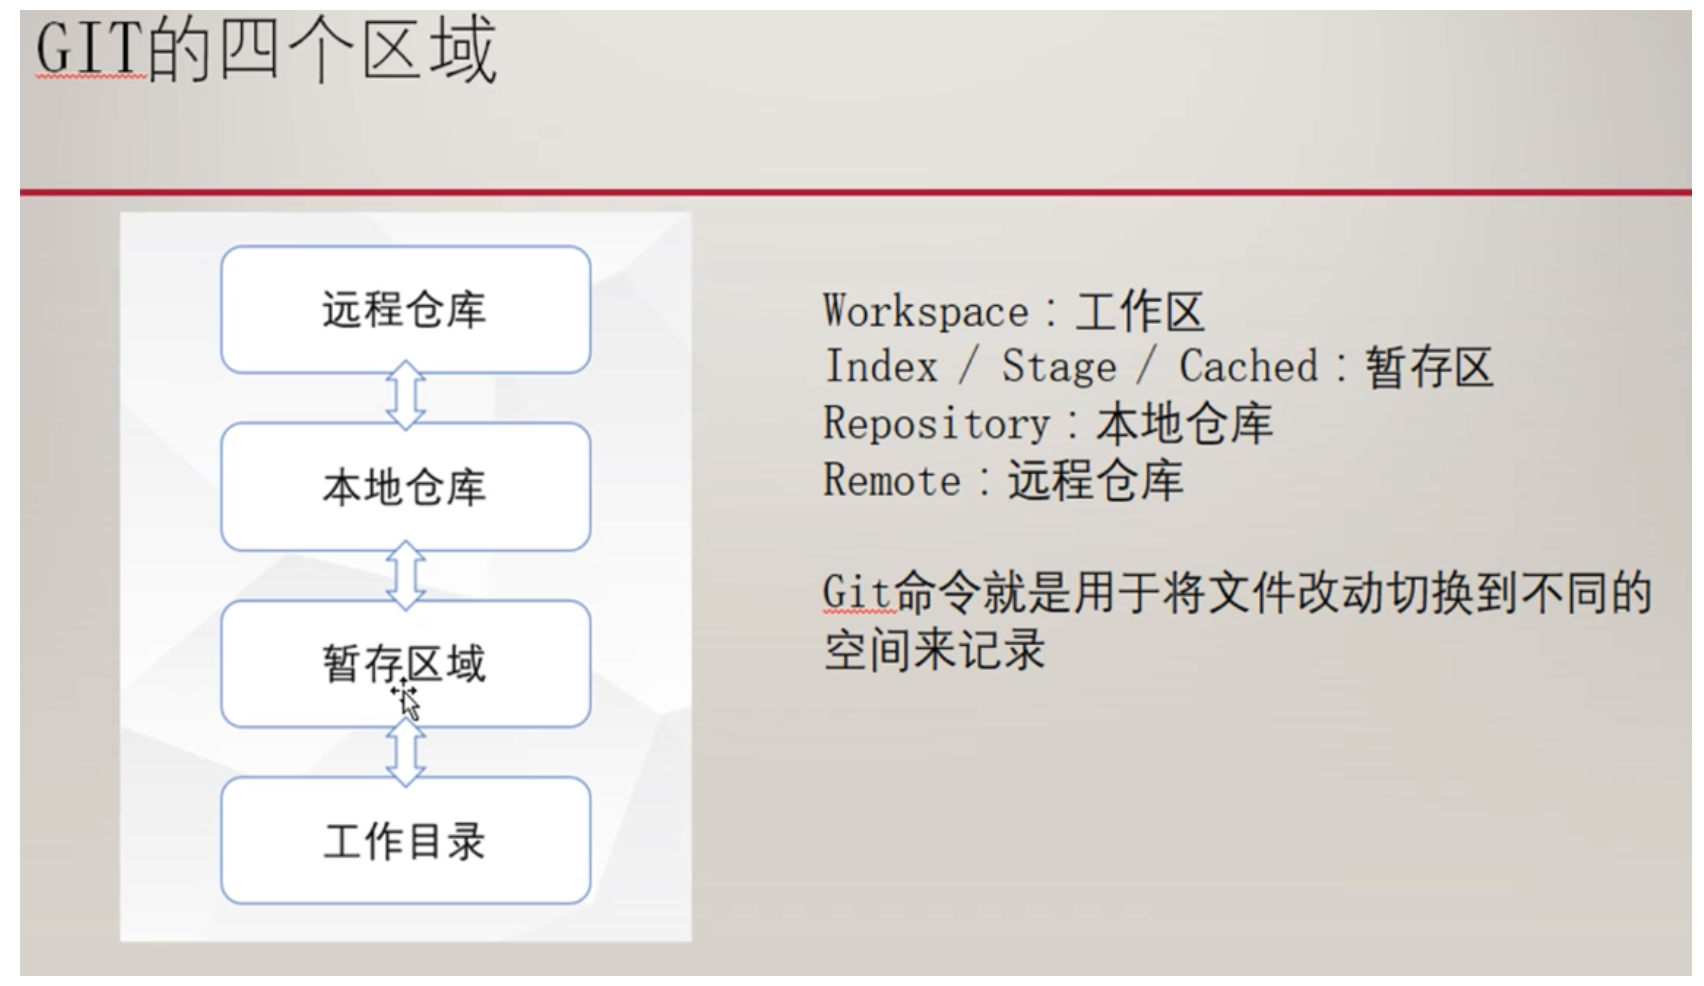 GIT的四个区域
远程仓库
本地仓库
暂存区域
工作目录
Workspace：工作区
Index / Stage / Cached：暂存区
Repository：本地仓库
Remote：远程仓库
Git命令就是用于将文件改动切换到不同的
空间来记录